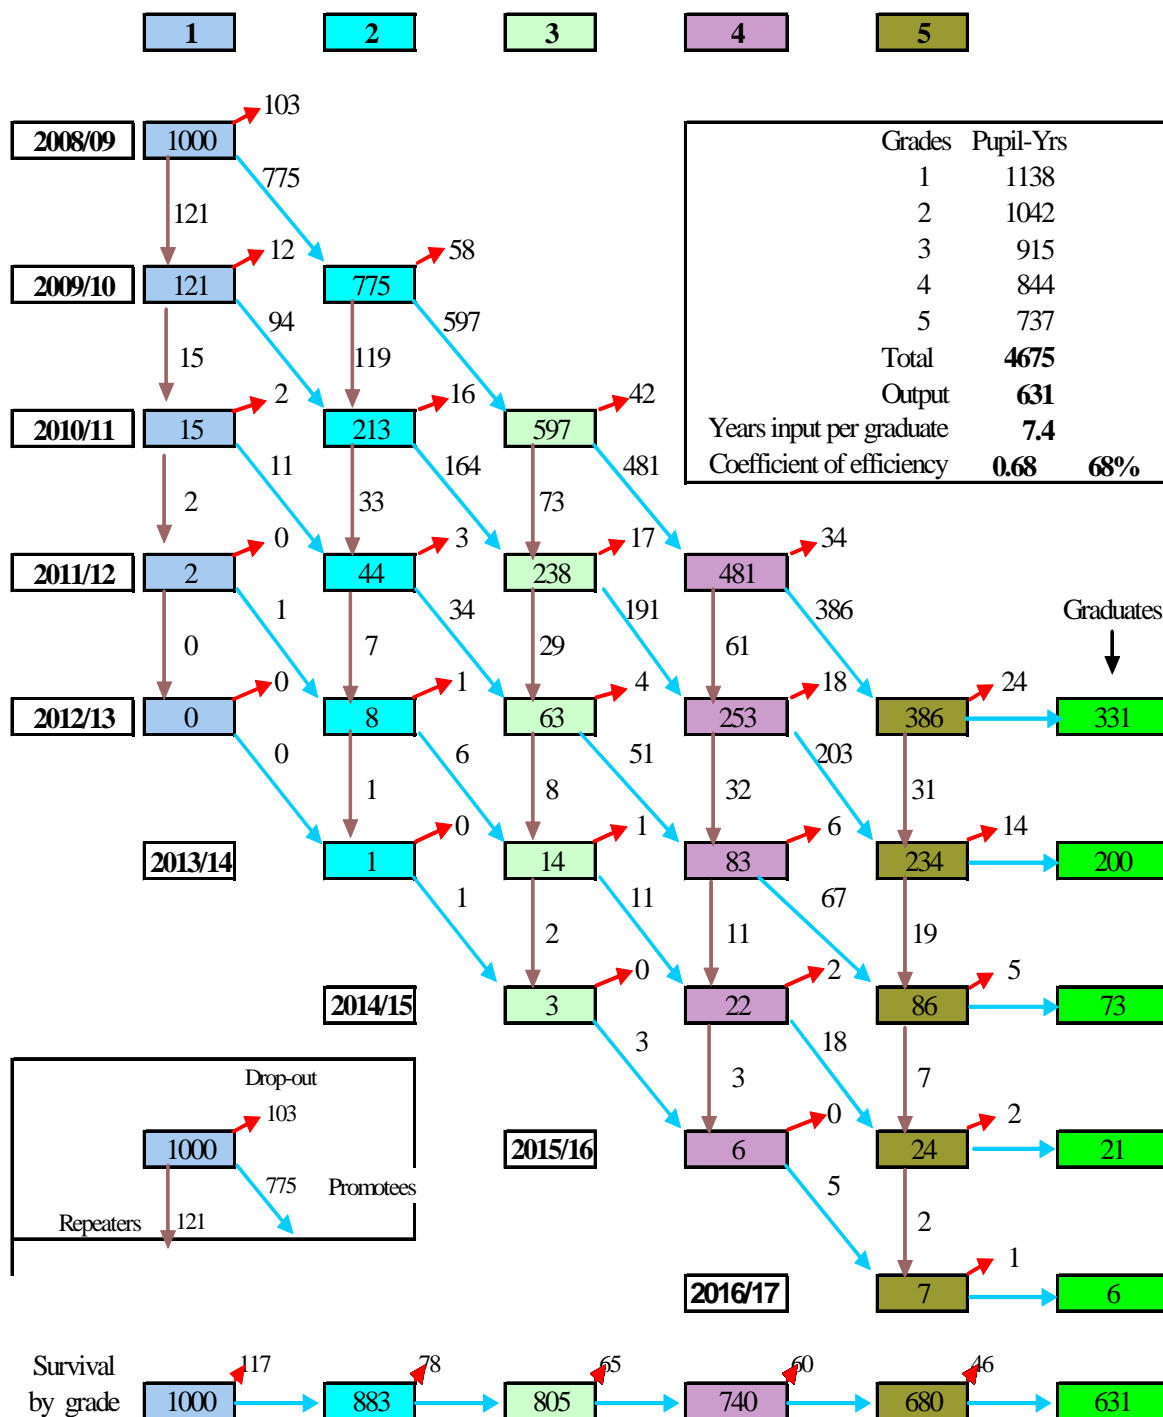 1 2 3 4 5
103
2008/09 1000
775
121
Grades Pupil-Yrs
1 1138
2 1042
3 915
4 844
5 737
Total 4675
Output 631
Years input per graduate 7.4
Coefficient of efficiency 0.68 68%
12 58
2009/10 121 775
94 597
15 119
2 16 42
2010/11 15 213 597
11 164 481
2 33 73
0 3 17 34
2011/12 2 44 238 481
1 34 191 386
0 7 29 61
Graduates
0 1 4 18 24
2012/13 0 8 63 253 386 331
0 6 51 203
1 8 32 31
0 1 6 14
2013/14 1 14 83 234 200
1 11 67
2 11 19
0 2 5
2014/15 3 22 86 73
3 18
3 7
0 2
2015/16 6 24 21
5
2
1
2016/17 7 6
Drop-out
103
1000
775 Promotees
Repeaters 121
117 78 65 60 46
Survival
by grade 1000 883 805 740 680 631